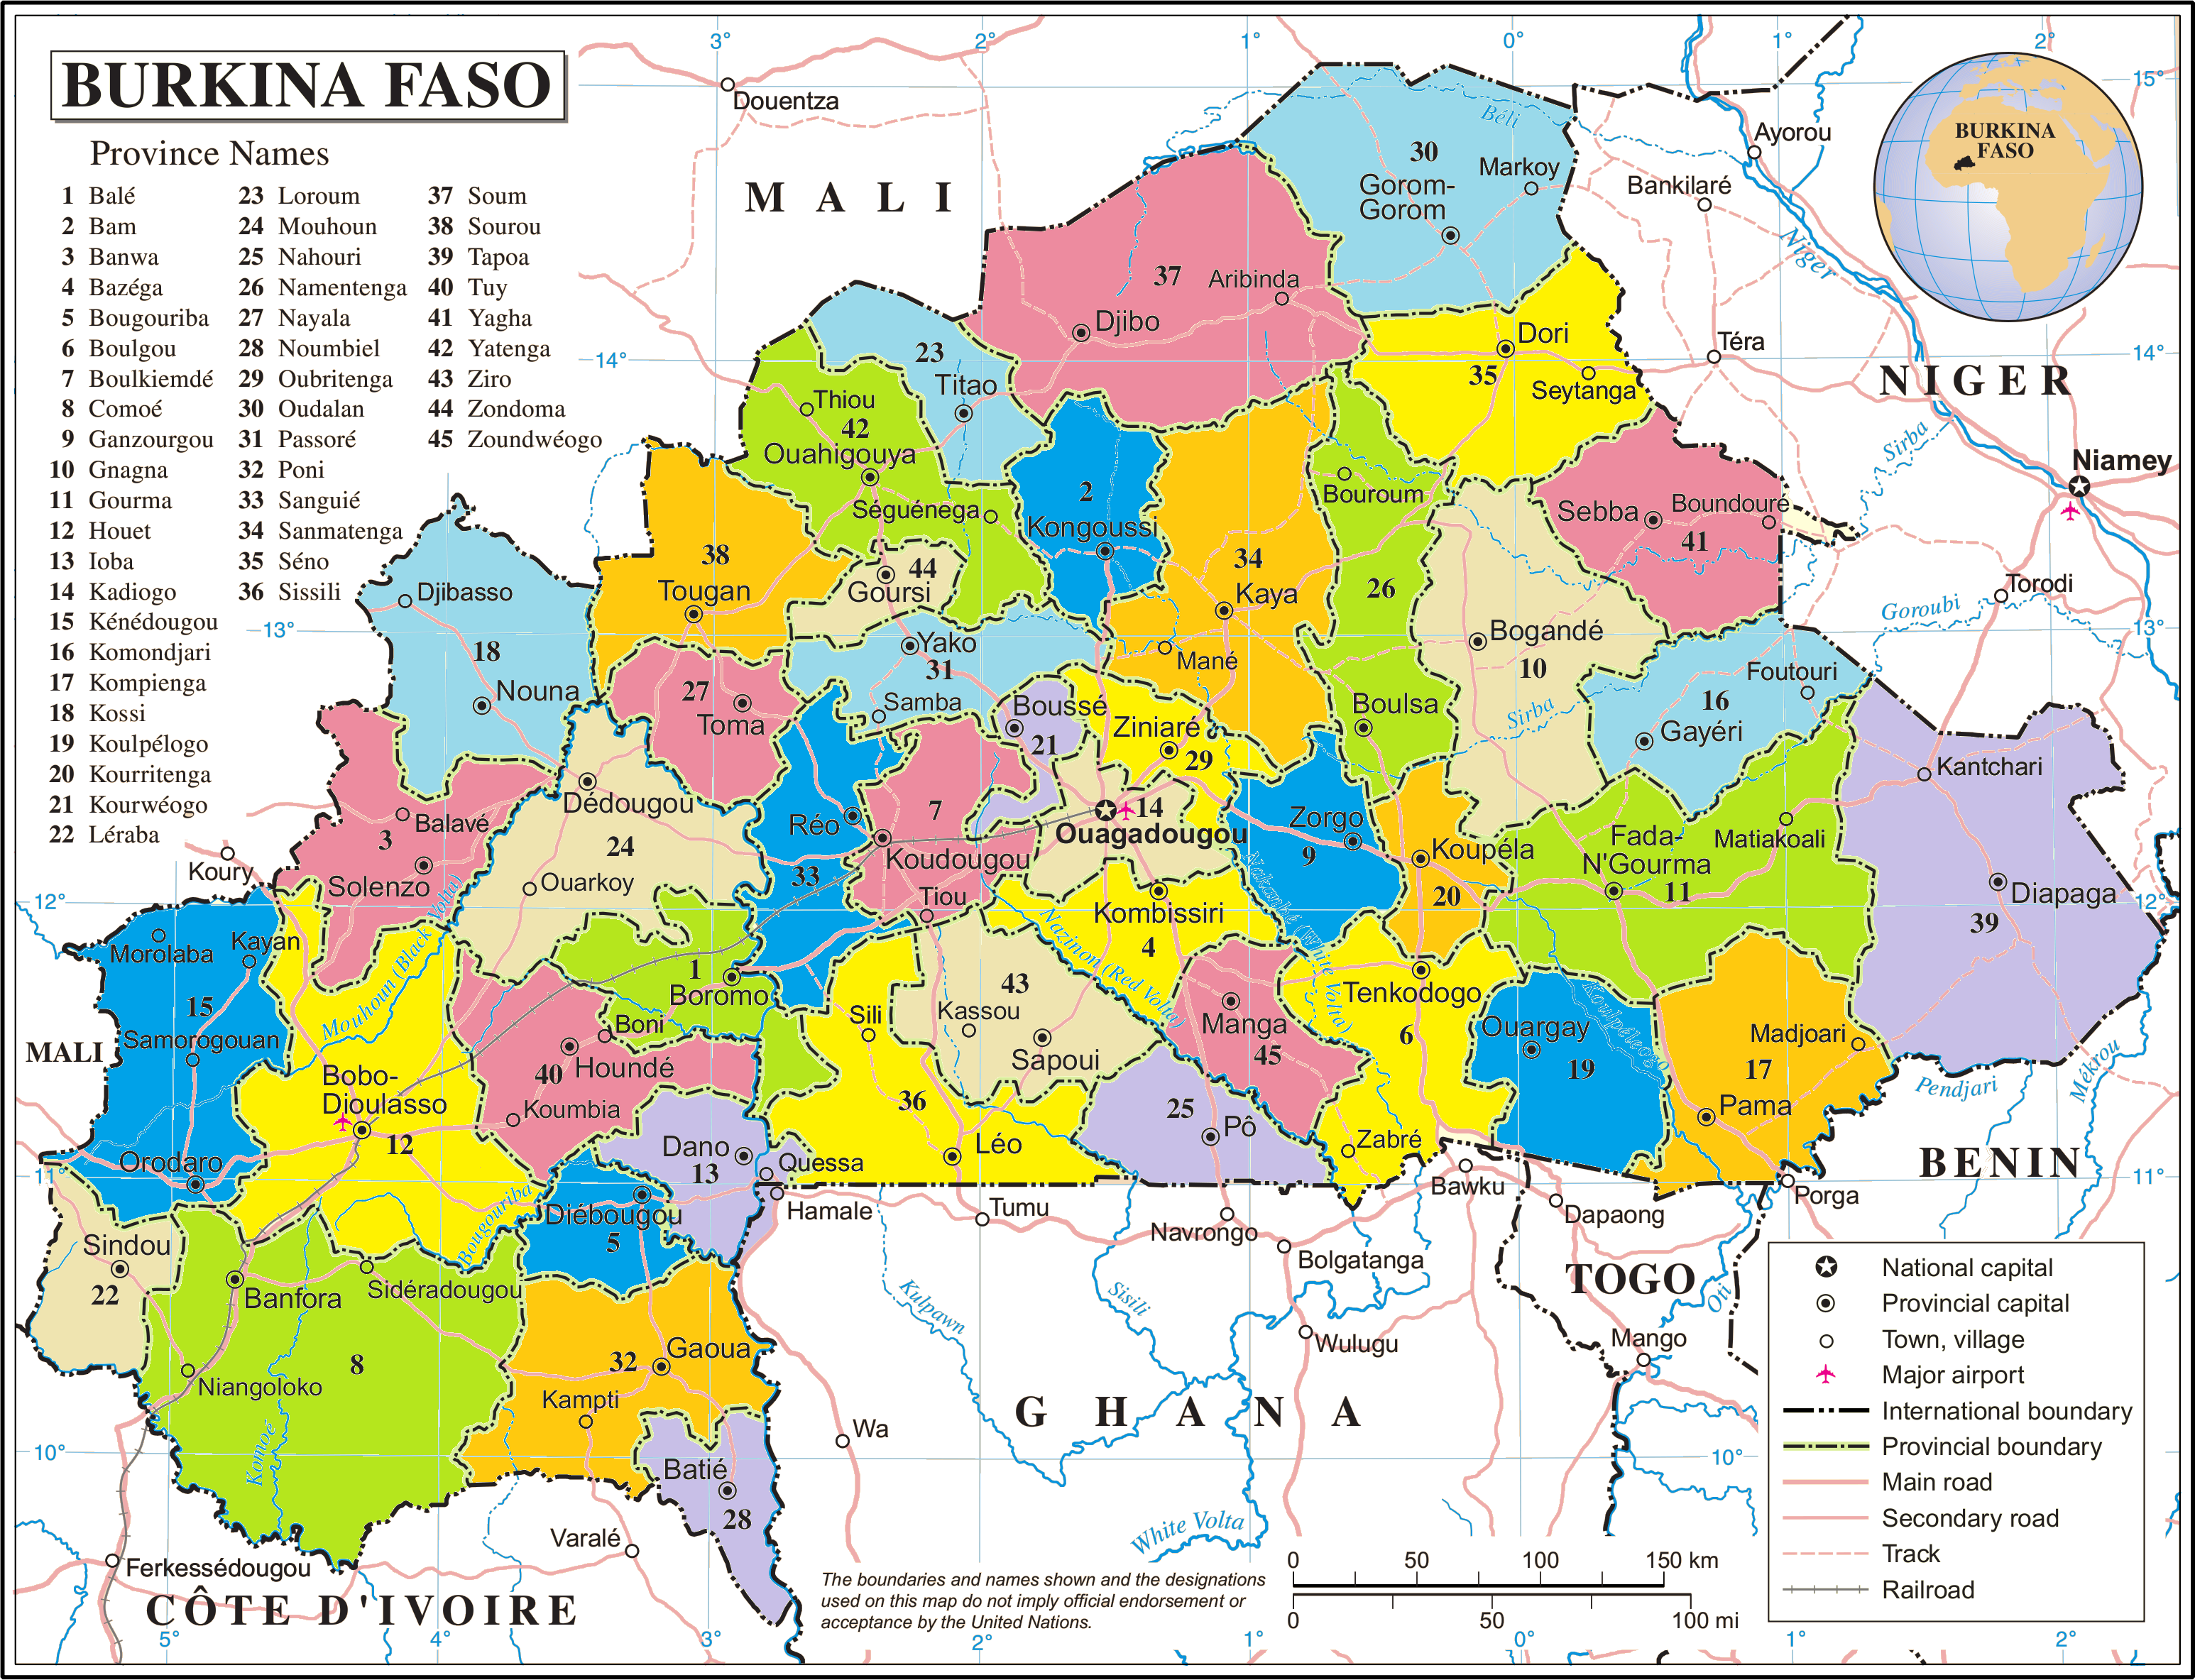 BURKINA FASO
Province Names
1 Balé
2 Bam
3 Banwa
4 Bazéga
5 Bougouriba
6 Boulgou
7 Boulkiemdé
8 Comoé
9 Ganzourgou
10 Gnagna
11 Gourma
12 Houet
13 Ioba
14 Kadiogo
15 Kénédougou
16 Komondjari
17 Kompienga
18 Kossi
19 Koulpélogo
20 Kourritenga
21 Kourwéogo
22 Léraba
23 Loroum
24 Mouhoun
25 Nahouri
26 Namentenga
27 Nayala
28 Noumbiel
29 Oubritenga
30 Oudalan
31 Passoré
32 Poni
33 Sanguié
34 Sanmatenga
35 Séno
36 Sissili
37 Soum
38 Sourou
39 Tapoa
40 Tuy
41 Yagha
42 Yatenga
43 Ziro
44 Zondoma
45 Zoundwéogo
3°
2°
1°
0°
1°
2°
15°
Douentza
MALI
Béli
30
Markoy
Gorom-
Gorom
Ayorou
Bankilaré
Niger
BURKINA
FASO
37
Aribinda
Djibo
14°
23
Titao
Dori
35
Seytanga
Téra
14°
NIGER
Thiou
42
Ouahigouya
Séguénega
2
Kongoussi
Bouroum
Sirba
Niamey
Sebba
Boundouré
41
38
Tougan
44
Goursi
34
Kaya
26
Torodi
Goroubi
Djibasso
13°
18
Nouna
Yako
31
Samba
Mané
Bogandé
10
13°
27
Toma
Boussé
21
Ziniaré
29
Boulsa
Sirba
16
Foutouri
Gayéri
Kantchari
Dédougou
24
Ouarkoy
Balavé
3
Solenzo
Koury
Réo
33
7
Koudougou
Tiou
14
Ouagadougou
Zorgo
9
Koupéla
20
Fada-
N'Gourma
11
Matiakoali
Diapaga
39
12°
12°
Morolaba
Kayan
15
Samorogouan
MALI
Mouhoun (Black Volta)
1
Boromo
Boni
Kombissiri
4
Nazinon (Red Volta)
Nakanbé (White Volta)
Tenkodogo
6
43
Kassou
Sapoui
Sili
36
Manga
45
Ouargay
19
Koulpéleogo
Madjoari
17
Pama
Pendjari
Mékrou
40
Houndé
Koumbia
Bobo-
Dioulasso
12
Orodaro
11°
Dano
13
Quessa
Léo
25
Pô
Zabré
BENIN
11°
Bougouriba
Diébougou
5
Hamale
Tumu
Navrongo
Bolgatanga
Bawku
Dapaong
Porga
Sindou
22
Banfora
Sidéradougou
Kulpawn
Sisili
TOGO
Oti
Mango
Wulugu
8
Niangoloko
Komoé
32
Gaoua
Kampti
GHANA
Wa
10°
10°
Batié
28
White Volta
Varalé
Ferkessédougou
CÔTE D'IVOIRE
5°
4°
3°
2°
1°
0°
1°
2°
The boundaries and names shown and the designations
used on this map do not imply official endorsement or
acceptance by the United Nations.
0 50 100 150 km
0 50 100 mi
National capital
Provincial capital
Town, village
Major airport
International boundary
Provincial boundary
Main road
Secondary road
Track
Railroad